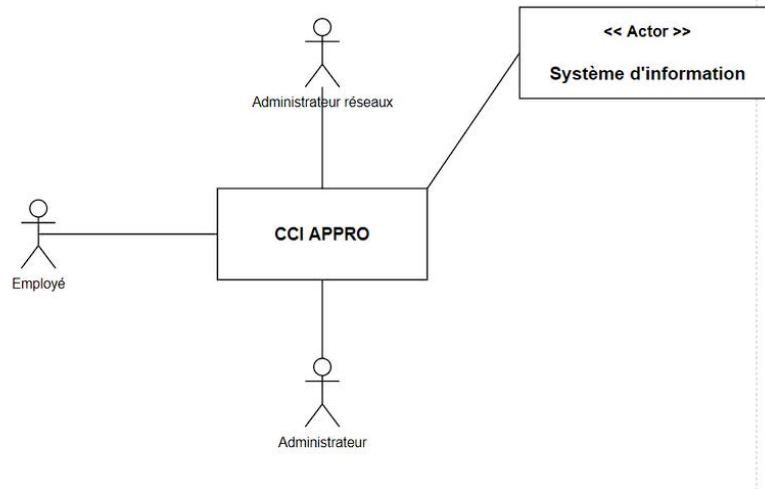 << Actor >>
Système d'information
Administrateur réseaux
CCI APPRO
Employé
Administrateur